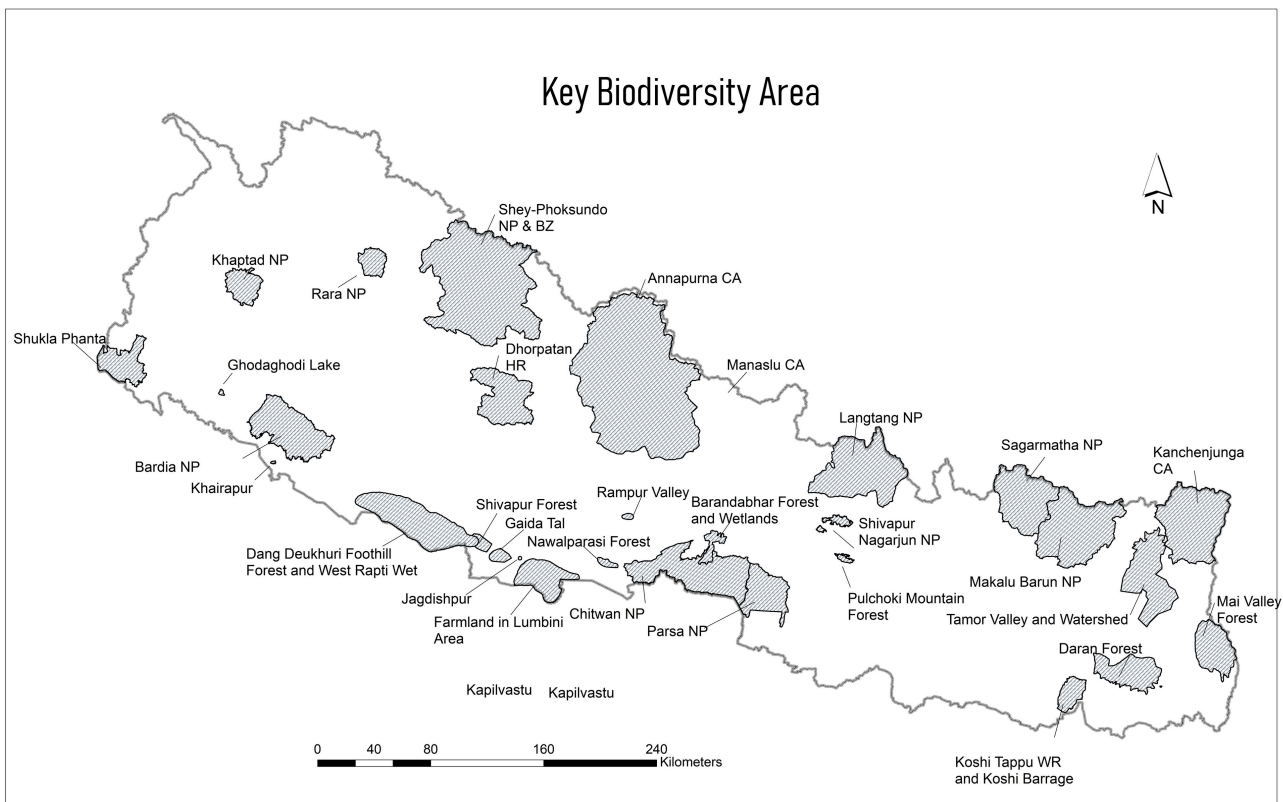 Key Biodiversity Area
N
Shey-Phoksundo
NP & BZ
Khaptad NP
Rara NP
Annapurna CA
Shukla Phanta
Ghodaghodi Lake
Dhorpatan
HR
Manaslu CA
Langtang NP
Sagarmatha NP
Kanchenjunga
CA
Bardia NP
Khairapur
Rampur Valley
Barandabhar Forest
and Wetlands
Shivapur Forest
Gaida Tal
Nawalparasi Forest
Shivapur
Nagarjun NP
Dang Deukhuri Foothill
Forest and West Rapti Wet
Makalu Barun NP
Jagdishpur
Pulchoki Mountain
Forest
Mai Valley
Forest
Chitwan NP
Farmland in Lumbini
Area
Tamor Valley and Watershed
Parsa NP
Daran Forest
Kapilvastu
Kapilvastu
0 40 80 160 240
Kilometers
Koshi Tappu WR
and Koshi Barrage